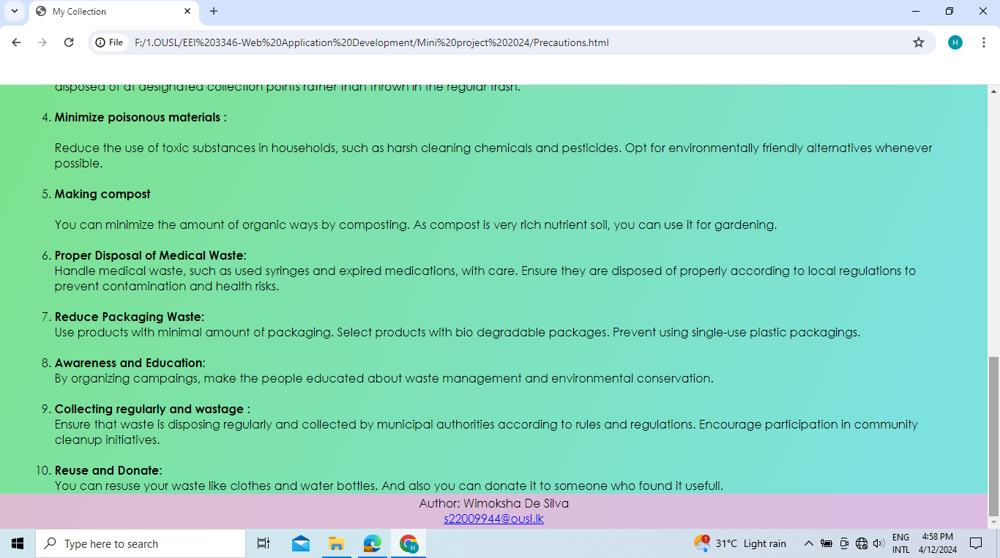 My Collection
File F:/1.OUSL/EEI%203346-Web%20Application%20Development/Mini%20project%202024/Precautions.html
H
disposed of at designated collection points rather than thrown in the regular trash.
4. Minimize poisonous materials :
Reduce the use of toxic substances in households, such as harsh cleaning chemicals and pesticides. Opt for environmentally friendly alternatives whenever
possible.
5. Making compost
You can minimize the amount of organic ways by composting. As compost is very rich nutrient soil, you can use it for gardening.
6. Proper Disposal of Medical Waste:
Handle medical waste, such as used syringes and expired medications, with care. Ensure they are disposed of properly according to local regulations to
prevent contamination and health risks.
7. Reduce Packaging Waste:
Use products with minimal amount of packaging. Select products with bio degradable packages. Prevent using single-use plastic packagings.
8. Awareness and Education:
By organizing campaings, make the people educated about waste management and environmental conservation.
9. Collecting regularly and wastage :
Ensure that waste is disposing regularly and collected by municipal authorities according to rules and regulations. Encourage participation in community
cleanup initiatives.
10. Reuse and Donate:
You can resuse your waste like clothes and water bottles. And also you can donate it to someone who found it usefull.
Author: Wimoksha De Silva
s22009944@ousl.lk
Type here to search
H
1
31°C Light rain
ENG
INTL
4:58 PM
4/12/2024